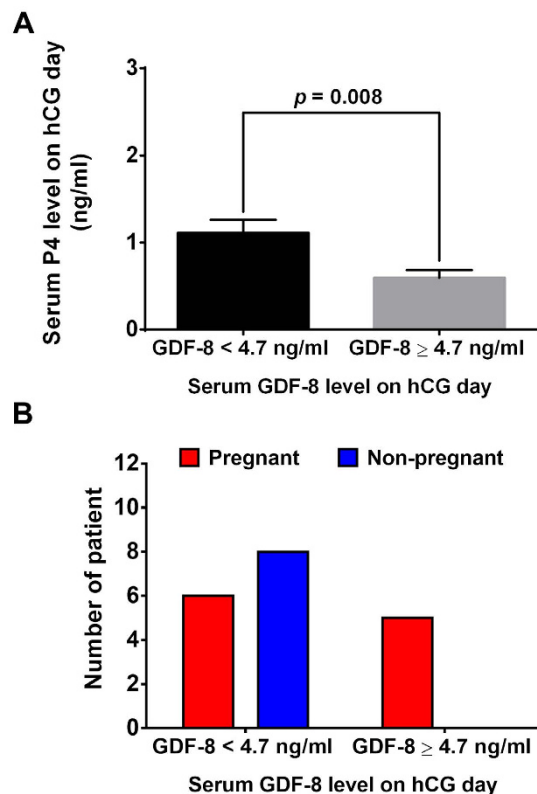 A
Serum P4 level on hCG day
(ng/ml)
3
2
1
0
p = 0.008
GDF-8 < 4.7 ng/ml GDF-8 ≥ 4.7 ng/ml
Serum GDF-8 level on hCG day
B
Pregnant Non-pregnant
Number of patient
12
10
8
6
4
2
0
GDF-8 < 4.7 ng/ml GDF-8 ≥ 4.7 ng/ml
Serum GDF-8 level on hCG day